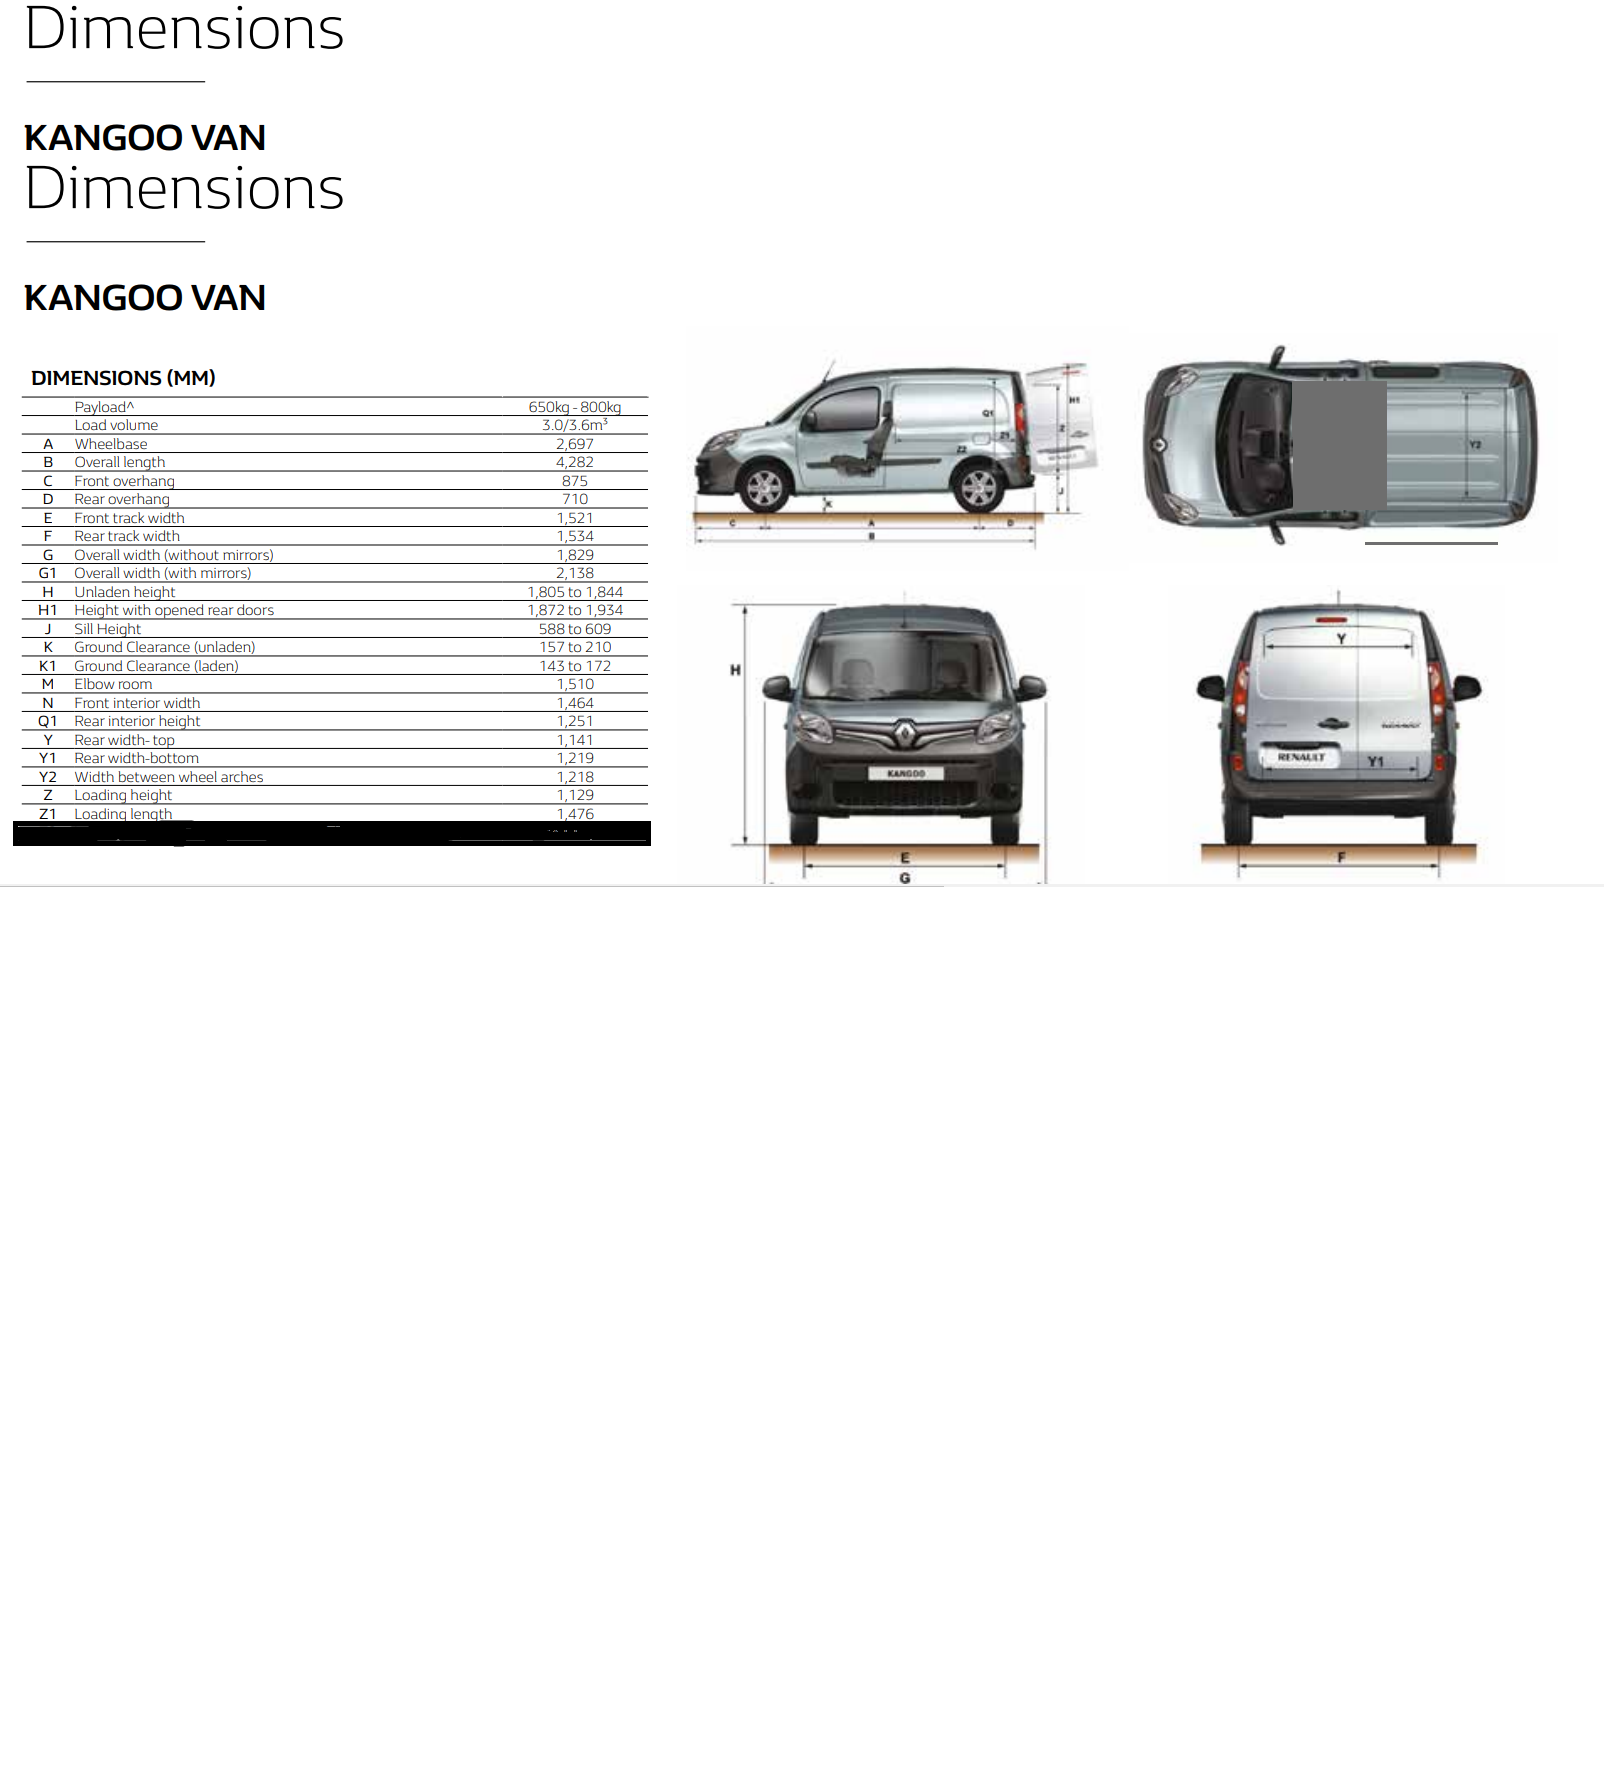 Dimensions
KANGOO VAN
Dimensions
KANGOO VAN
DIMENSIONS (MM)
Payload^ 650kg - 800kg
Load volume 3.0/3.6m³
A Wheelbase 2,697
B Overall length 4,282
C Front overhang 875
D Rear overhang 710
E Front track width 1,521
F Rear track width 1,534
G Overall width (without mirrors) 1,829
G1 Overall width (with mirrors) 2,138
H Unladen height 1,805 to 1,844
H1 Height with opened rear doors 1,872 to 1,934
J Sill Height 588 to 609
K Ground Clearance (unladen) 157 to 210
K1 Ground Clearance (laden) 143 to 172
M Elbow room 1,510
N Front interior width 1,464
Q1 Rear interior height 1,251
Y Rear width- top 1,141
Y1 Rear width-bottom 1,219
Y2 Width between wheel arches 1,218
Z Loading height 1,129
Z1 Loading length 1,476
H1
Q1
Z
Z1
Z2
J
K
C A D
B
Y2
H
KANGOO
E
G
Y
RENAULT
Y1
F